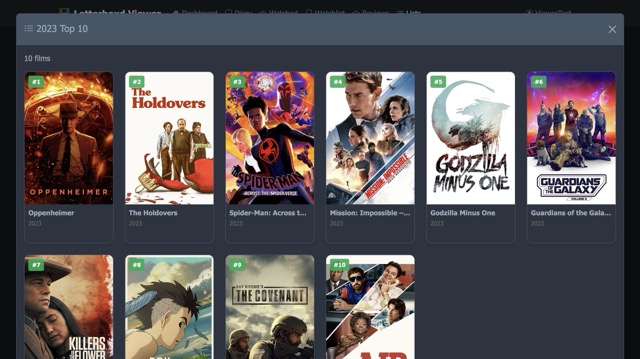 Letterboxd Viewer Dashboard Diary Watched Watchlist Reviews Lists ViewerTest
2023 Top 10
10 films
#1
#2
#3
#4
#5
#6
OPPENHEIMER
The Holdovers
SPIDER-MAN
ACROSS THE SPIDER-VERSE
MISSION: IMPOSSIBLE
GODZILLA
MINUS ONE
GUARDIANS
OF THE
GALAXY
VOLUME 3
Oppenheimer
The Holdovers
Spider-Man: Across t...
Mission: Impossible –...
Godzilla Minus One
Guardians of the Gala...
2023
2023
2023
2023
2023
2023
#7
#8
#9
#10
KILLERS
OF THE FLOWER
GUY RITCHIE'S
THE COVENANT
AIR